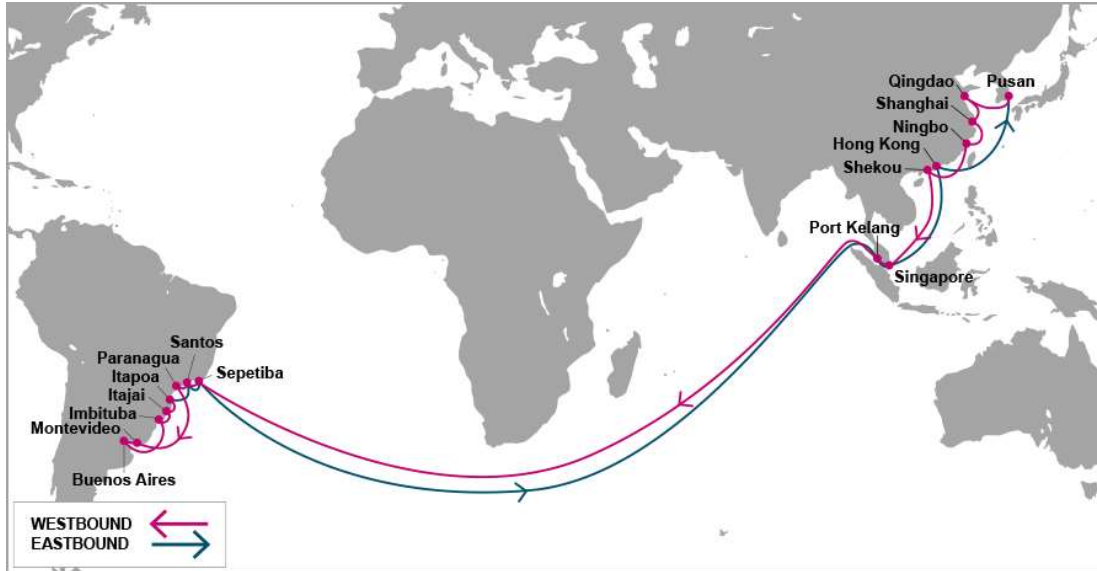 Qingdao
Pusan
Shanghai
Ningbo
Hong Kong
Shekou
Port Kelang
Singapore
Santos
Paranagua
Sepetiba
Itapoa
Itajai
Imbituba
Montevideo
Buenos Aires
WESTBOUND
EASTBOUND